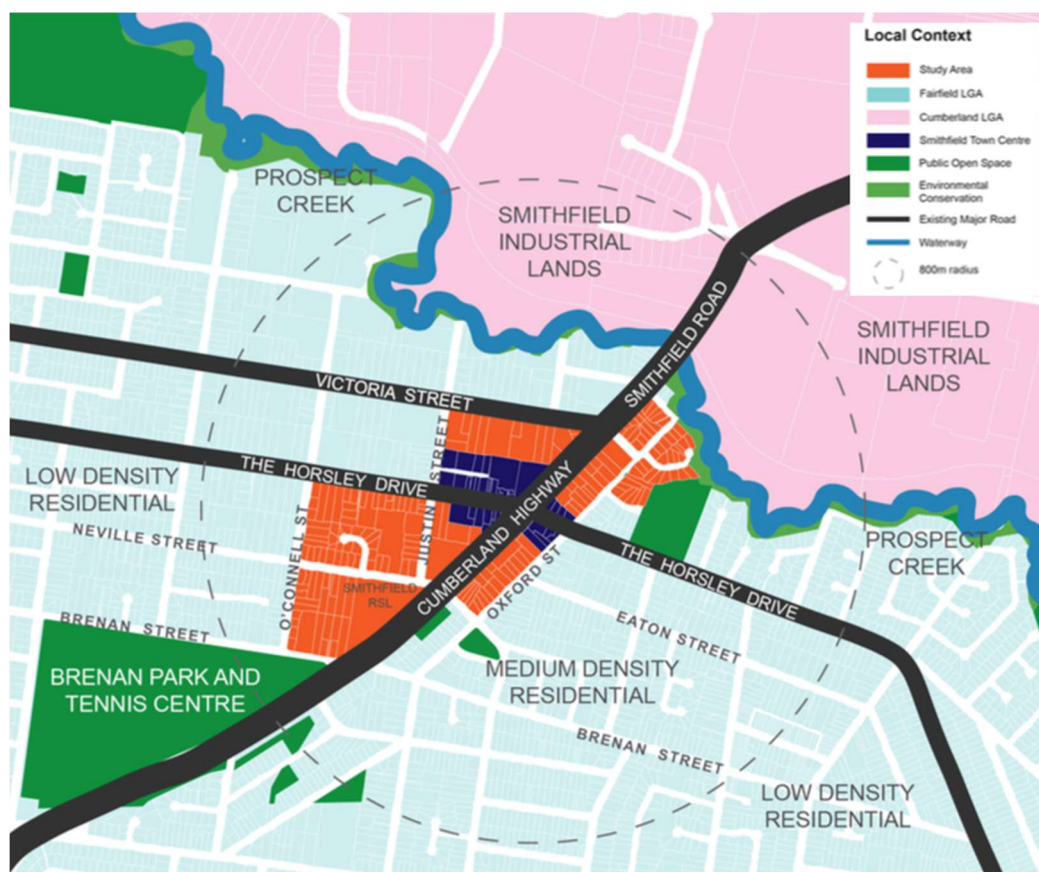 Local Context
Study Area
Fairfield LGA
Cumberland LGA
Smithfield Town Centre
Public Open Space
Environmental
Conservation
Existing Major Road
Waterway
800m radius
PROSPECT
CREEK
SMITHFIELD
INDUSTRIAL
LANDS
SMITHFIELD ROAD
SMITHFIELD
INDUSTRIAL
LANDS
VICTORIA STREET
JUSTIN STREET
THE HORSLEY DRIVE
LOW DENSITY
RESIDENTIAL
NEVILLE STREET
O'CONNELL ST
CUMBERLAND HIGHWAY
SMITHFIELD
RSL
OXFORD ST
THE HORSLEY DRIVE
PROSPECT
CREEK
BRENAN STREET
EATON STREET
BRENAN PARK AND
TENNIS CENTRE
MEDIUM DENSITY
RESIDENTIAL
BRENAN STREET
LOW DENSITY
RESIDENTIAL